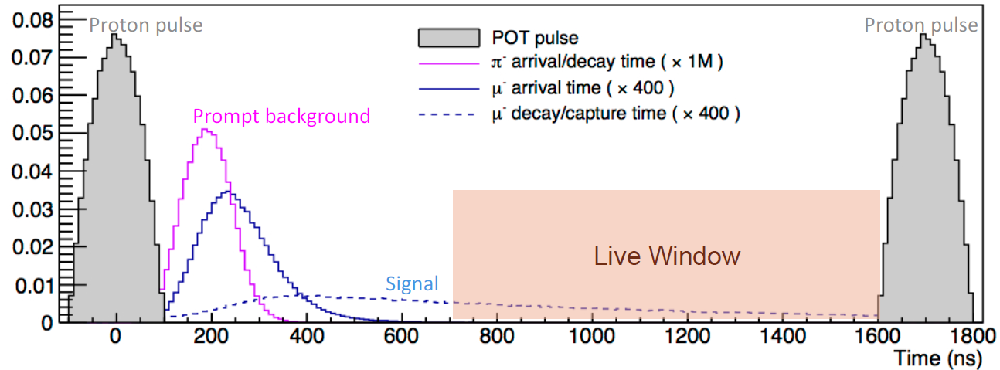 0.08
0.07
0.06
0.05
0.04
0.03
0.02
0.01
0
Proton pulse
Proton pulse
POT pulse
π- arrival/decay time ( × 1M )
μ- arrival time ( × 400 )
μ- decay/capture time ( × 400 )
Prompt background
Signal
Live Window
0 200 400 600 800 1000 1200 1400 1600 1800
Time (ns)